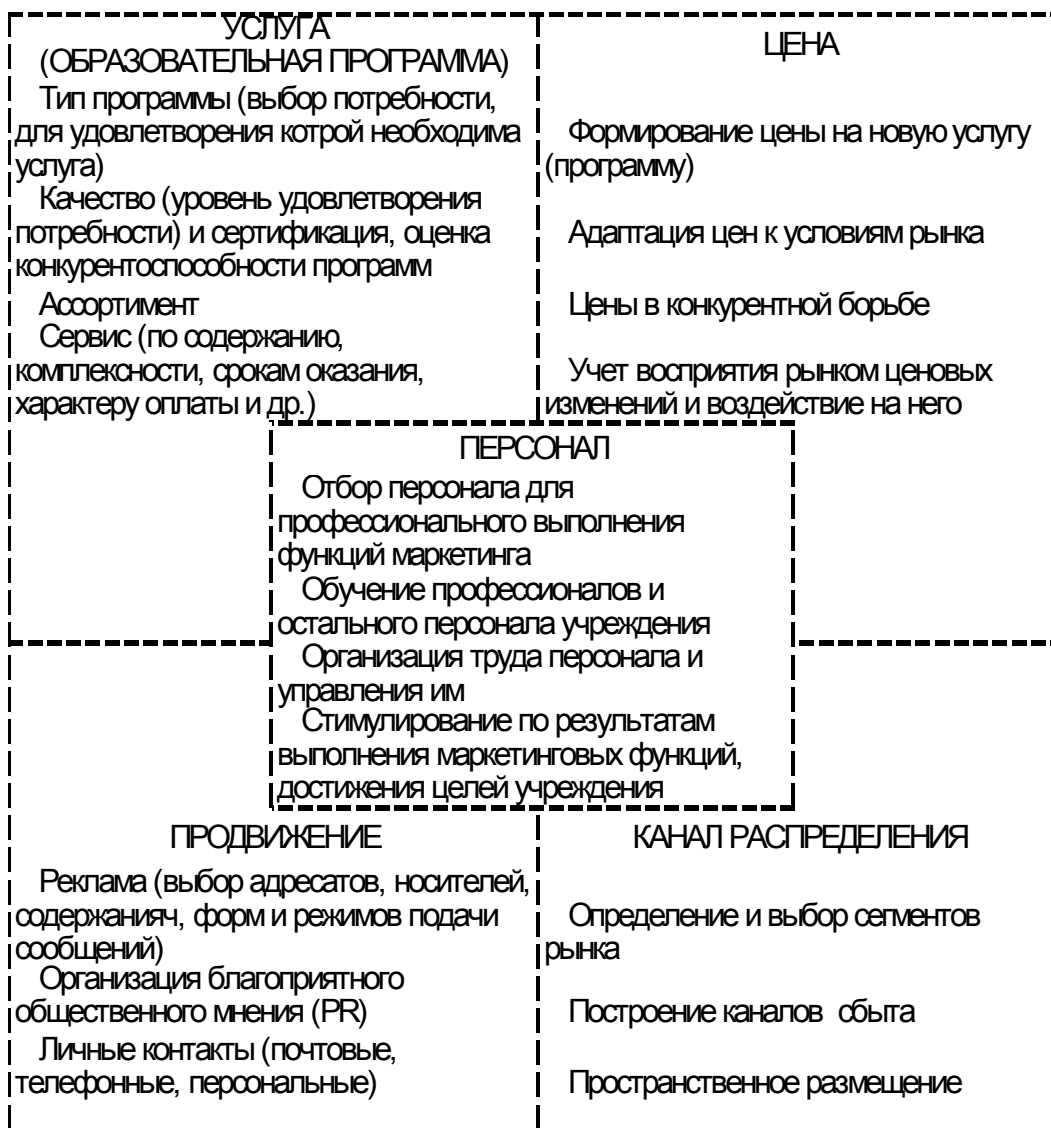 УСЛУГА
(ОБРАЗОВАТЕЛЬНАЯ ПРОГРАММА)
Тип программы (выбор потребности,
для удовлетворения котрой необходима
услуга)
Качество (уровень удовлетворения
потребности) и сертификация, оценка
конкурентоспособности программ
Ассортимент
Сервис (по содержанию,
комплексности, срокам оказания,
характеру оплаты и др.)
ЦЕНА
Формирование цены на новую услугу
(программу)
Адаптация цен к условиям рынка
Цены в конкурентной борьбе
Учет восприятия рынком ценовых
изменений и воздействие на него
ПЕРСОНАЛ
Отбор персонала для
профессионального выполнения
функций маркетинга
Обучение профессионалов и
остального персонала учреждения
Организация труда персонала и
управления им
Стимулирование по результатам
выполнения маркетинговых функций,
достижения целей учреждения
ПРОДВИЖЕНИЕ
Реклама (выбор адресатов, носителей,
содержанияч, форм и режимов подачи
сообщений)
Организация благоприятного
общественного мнения (PR)
Личные контакты (почтовые,
телефонные, персональные)
КАНАЛ РАСПРЕДЕЛЕНИЯ
Определение и выбор сегментов
рынка
Построение каналов сбыта
Пространственное размещение